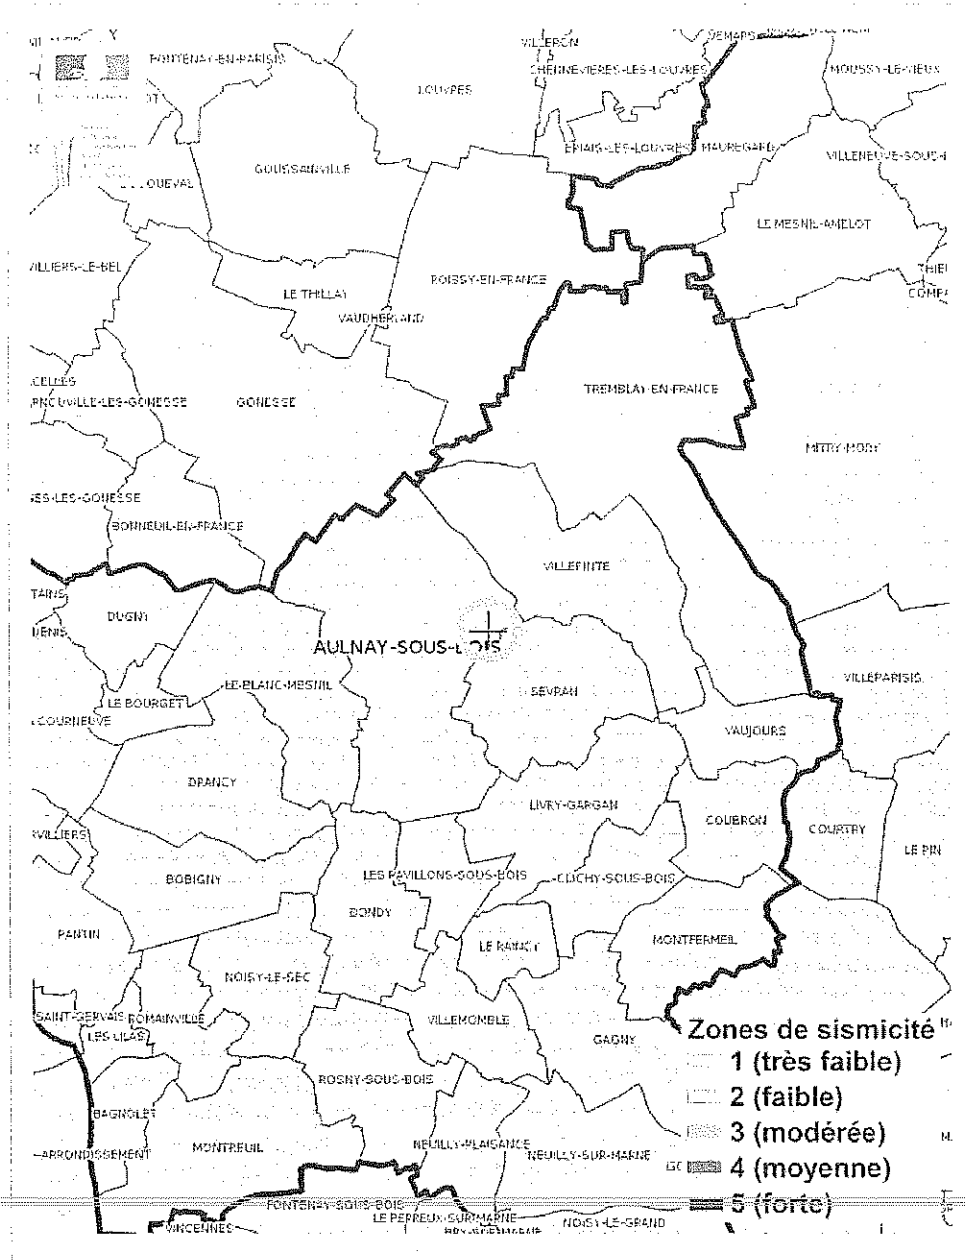 VILLERON
FONTENAY-EN-PARISIS
CHENNEVIERES-LES-LOUVRES
MOUSSY-LE-VIEUX
LOUVRES
EPIAIS-LES-LOUVRES
MAUREGARD
GOUSSAINVILLE
LE MESNIL-AMELOT
ROISSY-EN-FRANCE
LE THILLAY
VAUDHERLAND
TREMBLAY-EN-FRANCE
GONESSE
MITRY-MORY
BONNEUIL-EN-FRANCE
VILLEPINTE
DUGNY
AULNAY-SOUS-BOIS
LE-BLANC-MESNIL
SEVRAN
VILLEPARISIS
LE BOURGET
VAUJOURS
DRANCY
LIVRY-GARGAN
COUBRON
COURTRY
LE PIN
BOBIGNY
LES PAVILLONS-SOUS-BOIS
CLICHY-SOUS-BOIS
BONDY
PANTIN
LE RAINCY
MONTFERMEIL
NOISY-LE-SEC
SAINT-GERVAIS
ROMAINVILLE
LES LILAS
VILLEMOMBLE
GAGNY
Zones de sismicité
1 (très faible)
ROSNY-SOUS-BOIS
2 (faible)
BAGNOLET
3 (modérée)
MONTREUIL
NEUILLY-PLAISANCE
NEUILLY-SUR-MARNE
ARRONDISSEMENT
4 (moyenne)
5 (forte)
FONTENAY-SOUS-BOIS
LE PERREUX-SUR-MARNE
NOISY-LE-GRAND
VINCENNES
BRY-SUR-MARNE